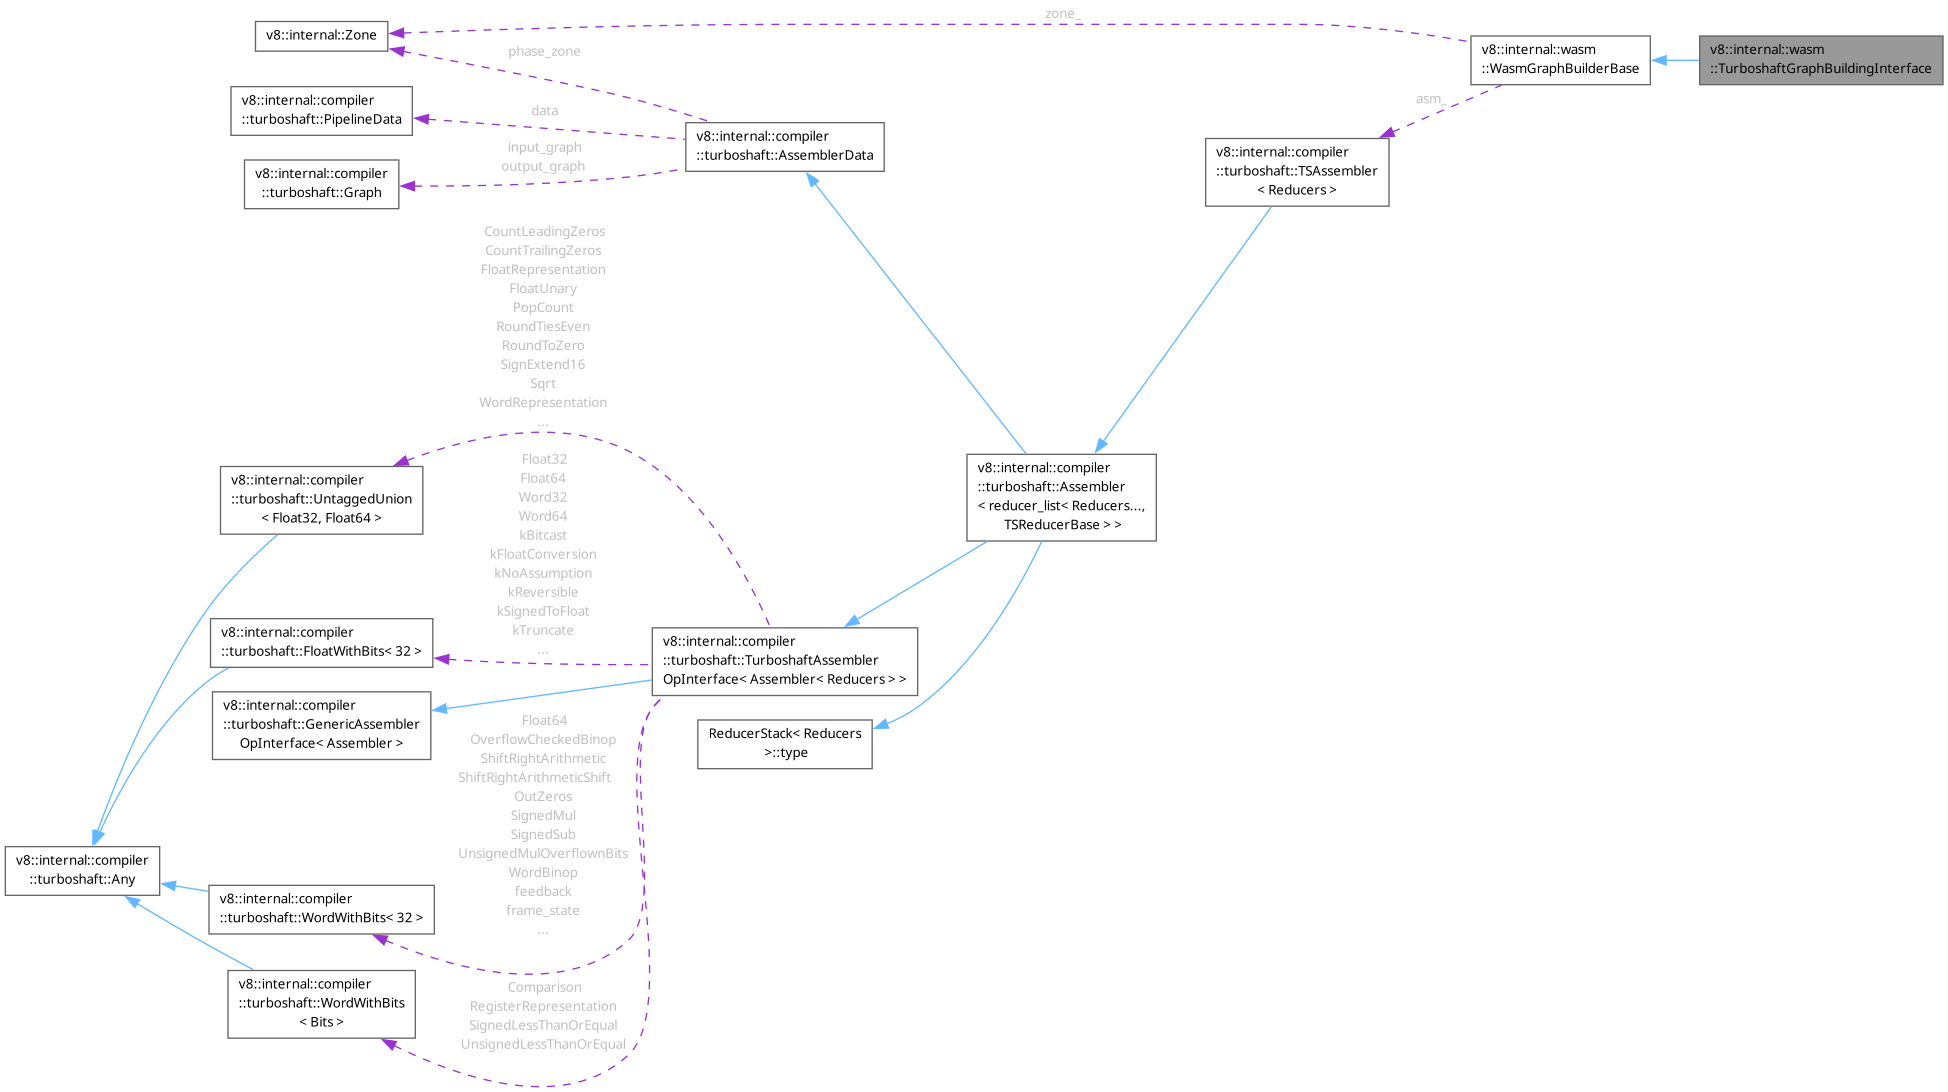 zone_
v8::internal::Zone
phase_zone
v8::internal::wasm
::WasmGraphBuilderBase
v8::internal::wasm
::TurboshaftGraphBuildingInterface
asm_
v8::internal::compiler
::turboshaft::PipelineData
data
v8::internal::compiler
::turboshaft::AssemblerData
input_graph
output_graph
v8::internal::compiler
::turboshaft::Graph
v8::internal::compiler
::turboshaft::TSAssembler
< Reducers >
CountLeadingZeros
CountTrailingZeros
FloatRepresentation
FloatUnary
PopCount
RoundTiesEven
RoundToZero
SignExtend16
Sqrt
WordRepresentation
...
v8::internal::compiler
::turboshaft::UntaggedUnion
< Float32, Float64 >
v8::internal::compiler
::turboshaft::Assembler
< reducer_list< Reducers...,
TSReducerBase > >
Float32
Float64
Word32
Word64
kBitcast
kFloatConversion
kNoAssumption
kReversible
kSignedToFloat
kTruncate
...
v8::internal::compiler
::turboshaft::FloatWithBits< 32 >
v8::internal::compiler
::turboshaft::TurboshaftAssembler
OpInterface< Assembler< Reducers > >
v8::internal::compiler
::turboshaft::GenericAssembler
OpInterface< Assembler >
ReducerStack< Reducers
>::type
Float64
OverflowCheckedBinop
ShiftRightArithmetic
ShiftRightArithmeticShift
OutZeros
SignedMul
SignedSub
UnsignedMulOverflownBits
WordBinop
feedback
frame_state
...
v8::internal::compiler
::turboshaft::Any
v8::internal::compiler
::turboshaft::WordWithBits< 32 >
v8::internal::compiler
::turboshaft::WordWithBits
< Bits >
Comparison
RegisterRepresentation
SignedLessThanOrEqual
UnsignedLessThanOrEqual